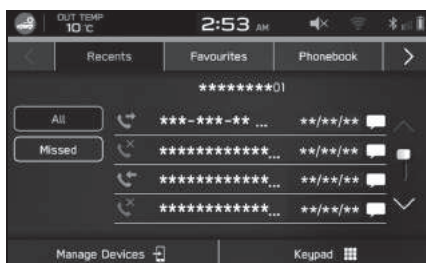 OUT TEMP
10 ℃
2:53 AM
Recents Favourites Phonebook
********01
All
***-***-** ... **/**/**
Missed
************... **/**/**
************... **/**/**
************... **/**/**
Manage Devices Keypad